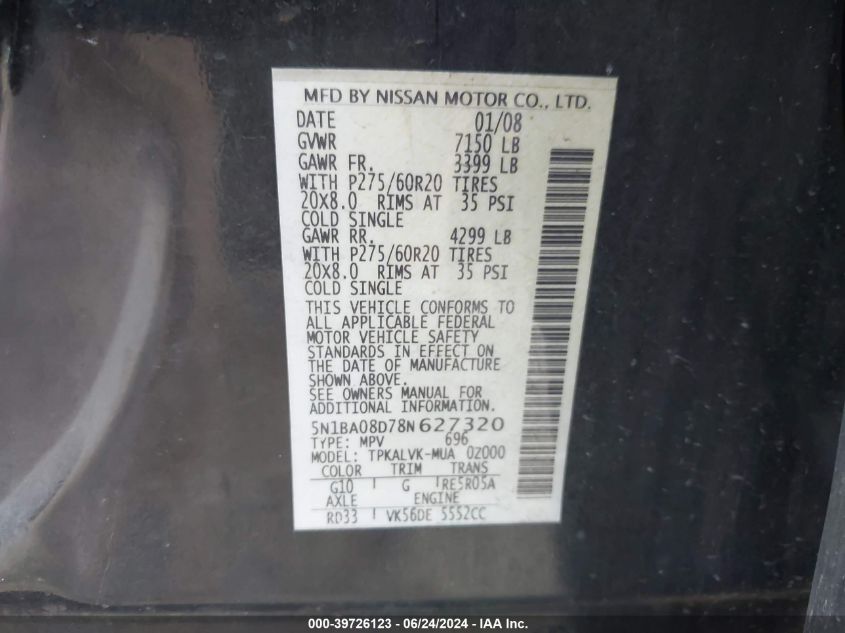 MFD BY NISSAN MOTOR CO., LTD.
DATE 01/08
GVWR 7150 LB
GAWR FR. 3399 LB
WITH P275/60R20 TIRES
20X8.0 RIMS AT 35 PSI
COLD SINGLE
GAWR RR. 4299 LB
WITH P275/60R20 TIRES
20X8.0 RIMS AT 35 PSI
COLD SINGLE
THIS VEHICLE CONFORMS TO
ALL APPLICABLE FEDERAL
MOTOR VEHICLE SAFETY
STANDARDS IN EFFECT ON
THE DATE OF MANUFACTURE
SHOWN ABOVE.
SEE OWNERS MANUAL FOR
ADDITIONAL INFORMATION.
5N1BA08D78N627320
TYPE: MPV 696
MODEL: TPKALVK-MUA 0Z000
COLOR TRIM TRANS
G10 G RE5R05A
AXLE ENGINE
RD33 VK56DE 5552CC
000-39726123 - 06/24/2024 - IAA Inc.